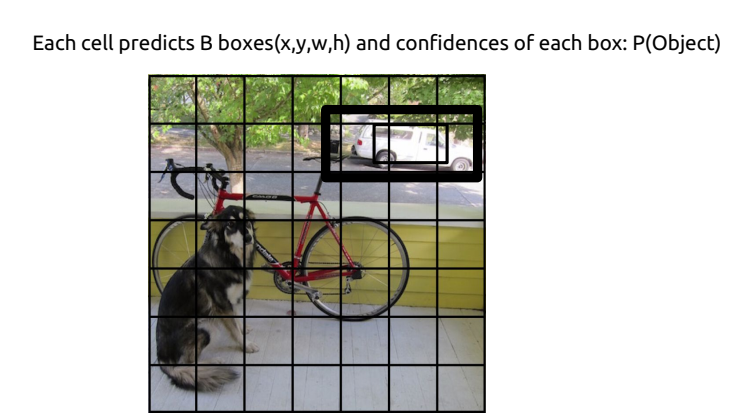 Each cell predicts B boxes(x,y,w,h) and confidences of each box: P(Object)